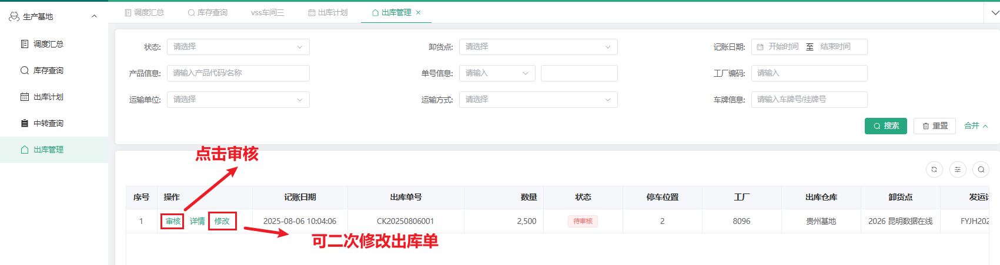 生产基地
调度汇总
库存查询
出库计划
中转查询
出库管理
调度汇总 库存查询 vss车间三 出库计划 出库管理 ×
状态: 请选择 卸货点: 请选择 记账日期: 开始时间 至 结束时间
产品信息: 请输入产品代码/名称 单号信息: 请输入 工厂编码: 请输入
运输单位: 请选择 运输方式: 请选择 车牌信息: 请输入车牌号/挂牌号
搜索 重置 合并
点击审核
序号 操作 记账日期 出库单号 数量 状态 停车位置 工厂 出库仓库 卸货点 发运计
1 审核 详情 修改 2025-08-06 10:04:06 CK20250806001 2,500 待审核 2 8096 贵州基地 2026 昆明数据在线 FYJH202
可二次修改出库单